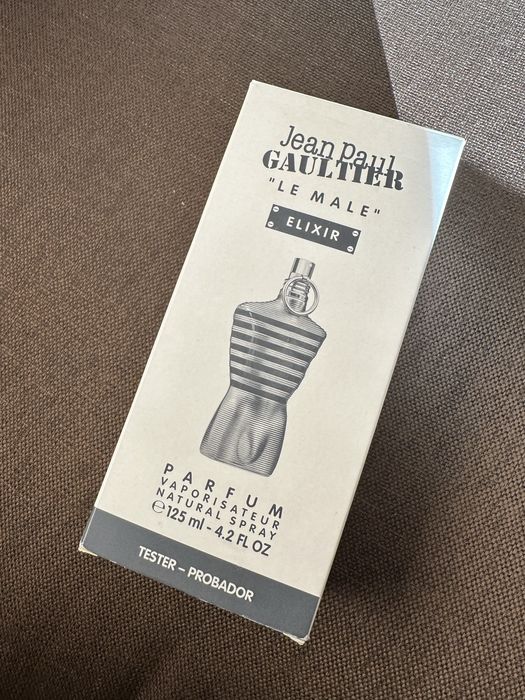 Jean Paul
GAULTIER
"LE MALE"
ELIXIR
PARFUM
VAPORISATEUR
NATURAL SPRAY
℮125 ml - 4.2 FL OZ
TESTER – PROBADOR